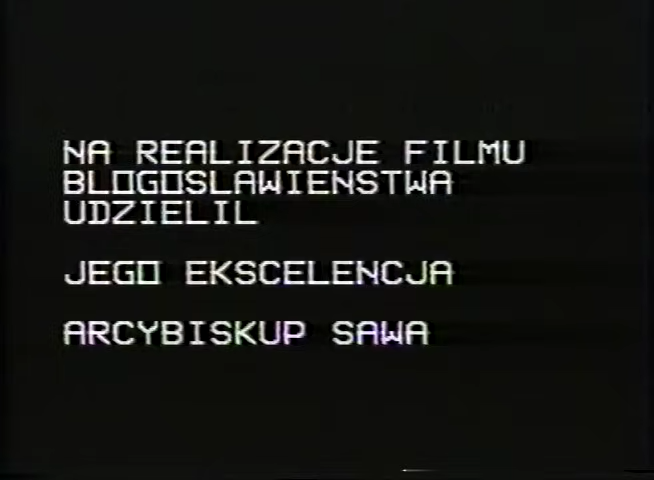 NA REALIZACJE FILMU
BLOGOSLAWIENSTWA
UDZIELIL
JEGO EKSCELENCJA
ARCYBISKUP SAWA